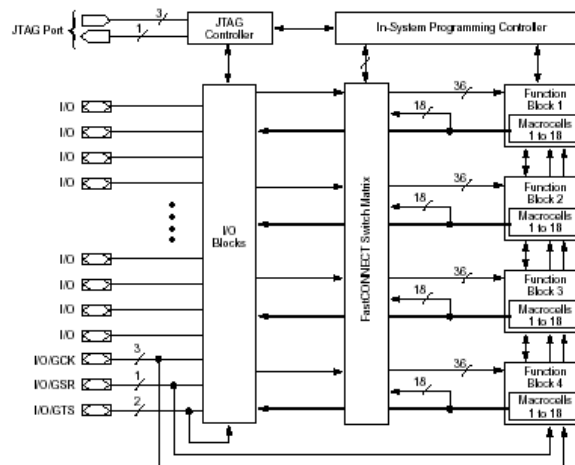 JTAG Port
3
1
JTAG
Controller
In-System Programming Controller
I/O
I/O
I/O
I/O
I/O
I/O
I/O
I/O
I/O/GCK
3
I/O/GSR
1
I/O/GTS
2
I/O
Blocks
FastCONNECT Switch Matrix
36
18
Function
Block 1
Macrocells
1 to 18
36
18
Function
Block 2
Macrocells
1 to 18
36
18
Function
Block 3
Macrocells
1 to 18
36
18
Function
Block 4
Macrocells
1 to 18